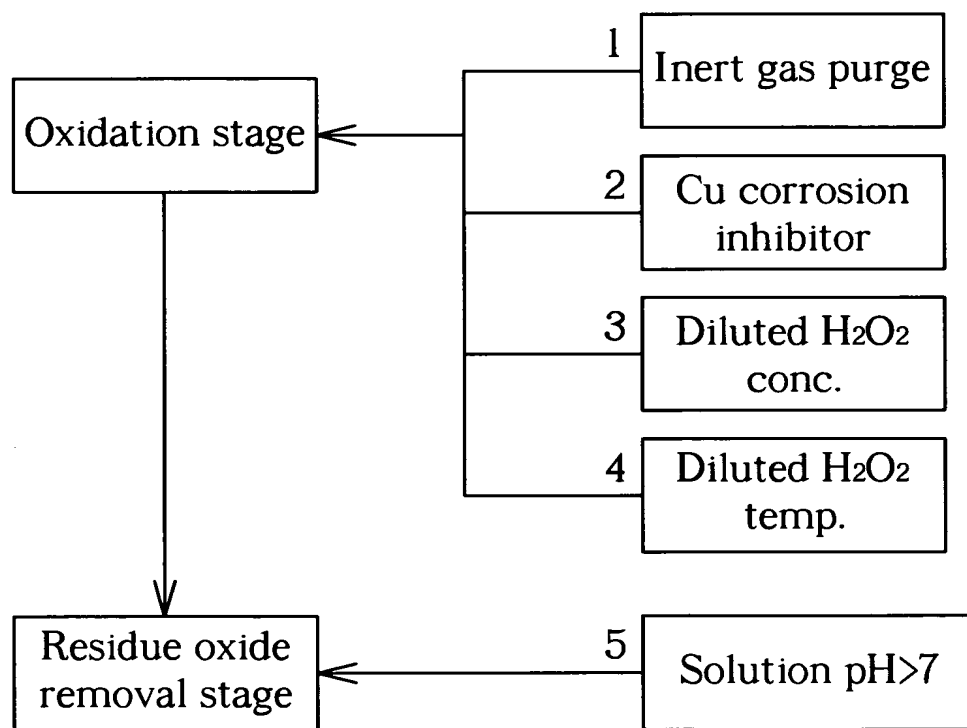 1
Inert gas purge
Oxidation stage
2
Cu corrosion
inhibitor
3
Diluted H₂O₂
conc.
4
Diluted H₂O₂
temp.
Residue oxide
removal stage
5
Solution pH>7